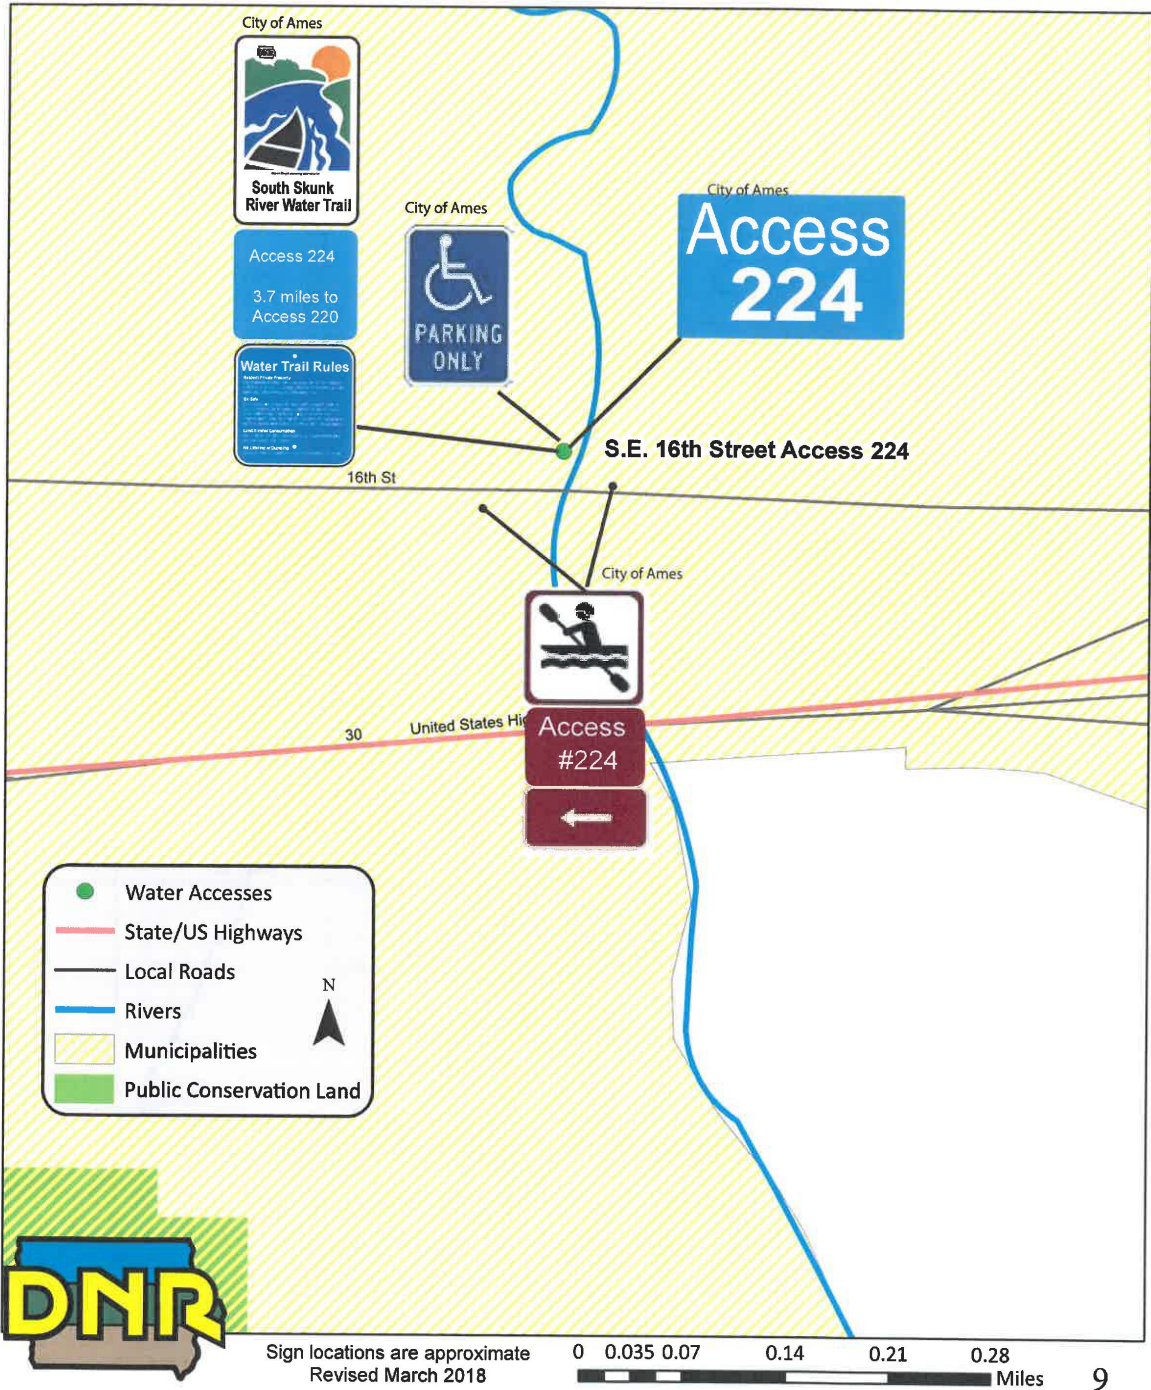 City of Ames
South Skunk
River Water Trail
Access 224
3.7 miles to
Access 220
Water Trail Rules
City of Ames
PARKING
ONLY
City of Ames
Access
224
S.E. 16th Street Access 224
16th St
City of Ames
30
United States Hig
Access
#224
Water Accesses
State/US Highways
Local Roads
Rivers
Municipalities
Public Conservation Land
N
DNR
Sign locations are approximate
Revised March 2018
0 0.035 0.07 0.14 0.21 0.28
Miles
9